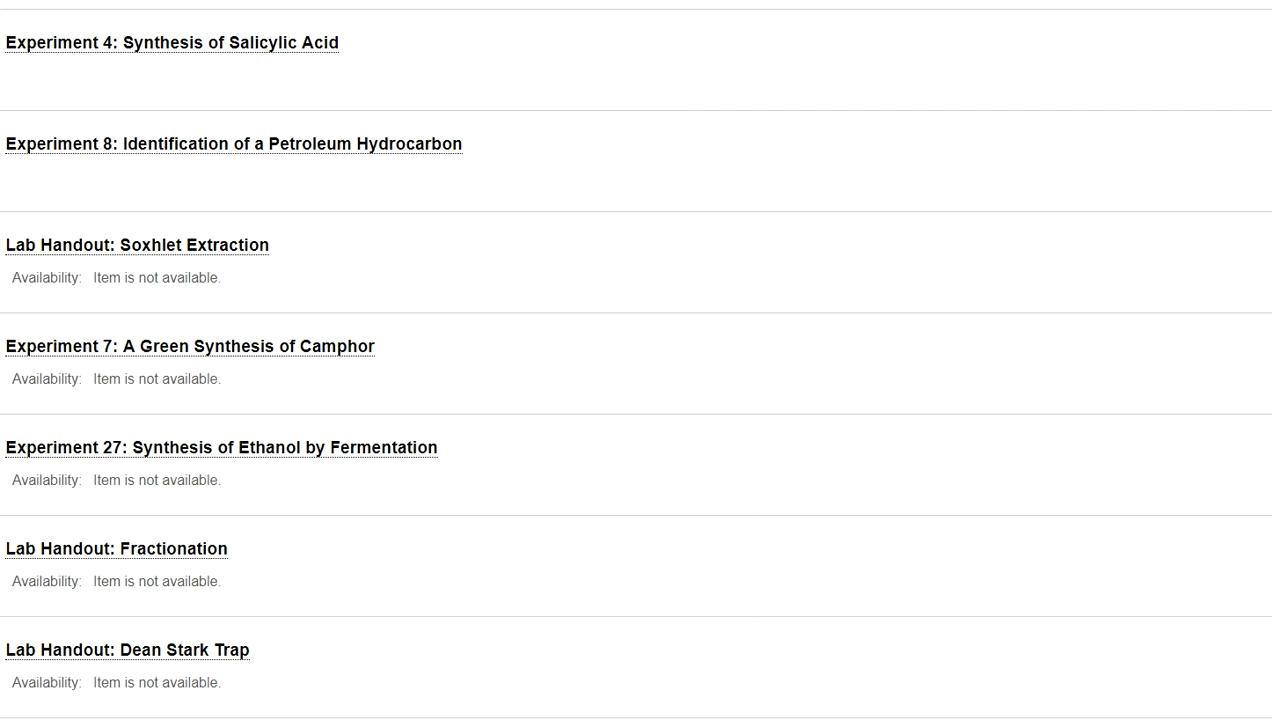 Experiment 4: Synthesis of Salicylic Acid
Experiment 8: Identification of a Petroleum Hydrocarbon
Lab Handout: Soxhlet Extraction
Availability: Item is not available.
Experiment 7: A Green Synthesis of Camphor
Availability: Item is not available.
Experiment 27: Synthesis of Ethanol by Fermentation
Availability: Item is not available.
Lab Handout: Fractionation
Availability: Item is not available.
Lab Handout: Dean Stark Trap
Availability: Item is not available.